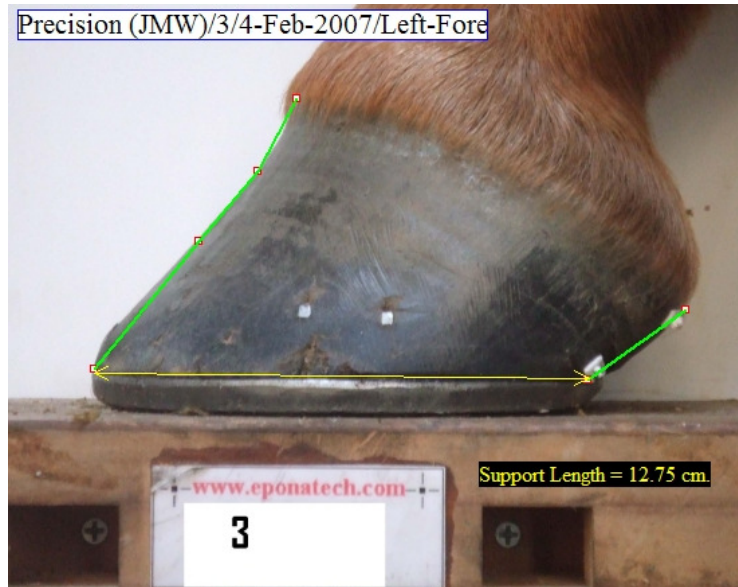 Precision (JMW)/3/4-Feb-2007/Left-Fore
Support Length = 12.75 cm.
www.eponatech.com
3